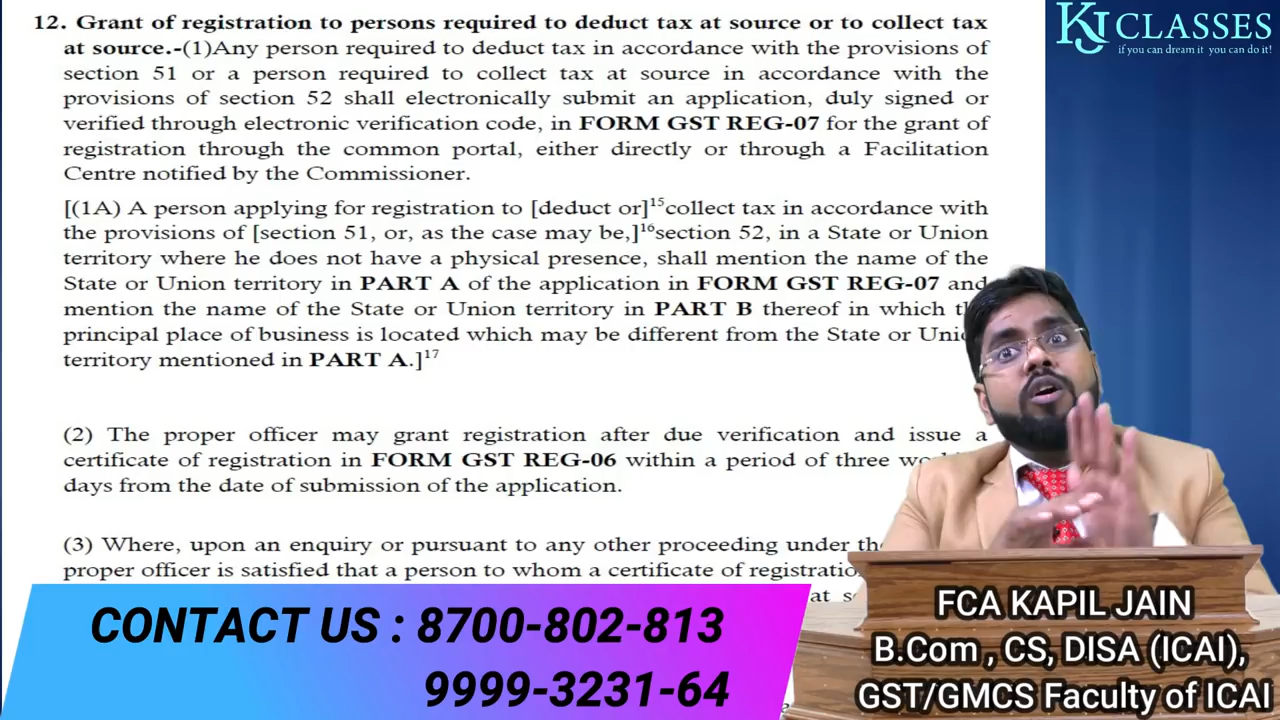 12. Grant of registration to persons required to deduct tax at source or to collect tax
at source.-(1)Any person required to deduct tax in accordance with the provisions of
section 51 or a person required to collect tax at source in accordance with the
provisions of section 52 shall electronically submit an application, duly signed or
verified through electronic verification code, in FORM GST REG-07 for the grant of
registration through the common portal, either directly or through a Facilitation
Centre notified by the Commissioner.
[(1A) A person applying for registration to [deduct or]15collect tax in accordance with
the provisions of [section 51, or, as the case may be,]16section 52, in a State or Union
territory where he does not have a physical presence, shall mention the name of the
State or Union territory in PART A of the application in FORM GST REG-07 and
mention the name of the State or Union territory in PART B thereof in which
principal place of business is located which may be different from the State or
territory mentioned in PART A.]17
(2) The proper officer may grant registration after due verification and issue a
certificate of registration in FORM GST REG-06 within a period of three
days from the date of submission of the application.
(3) Where, upon an enquiry or pursuant to any other proceeding under
proper officer is satisfied that a person to whom a certificate of
at
KJ CLASSES
if you can dream it you can do it!
CONTACT US : 8700-802-813
9999-3231-64
FCA KAPIL JAIN
B.Com , CS, DISA (ICAI),
GST/GMCS Faculty of ICAI